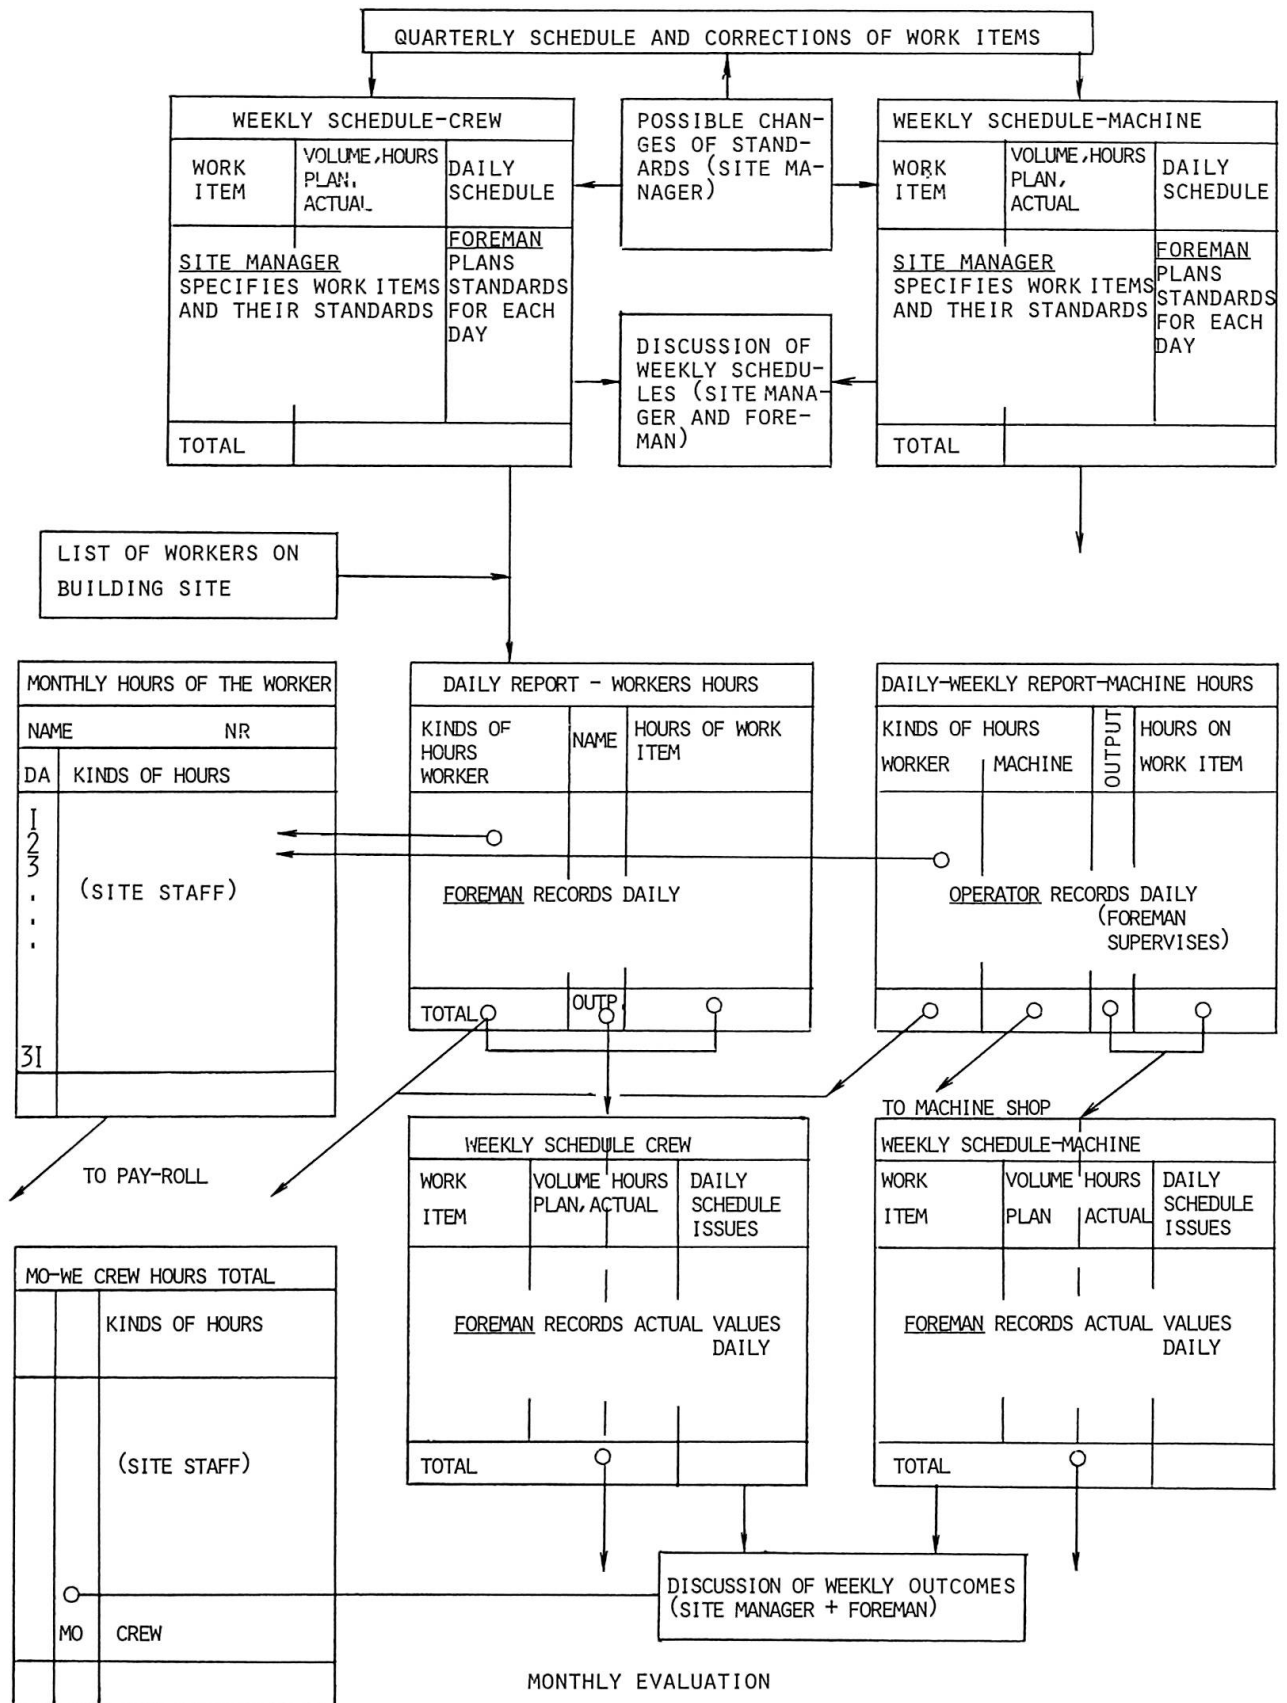 QUARTERLY SCHEDULE AND CORRECTIONS OF WORK ITEMS
WEEKLY SCHEDULE-CREW
WORK
ITEM
VOLUME,HOURS
PLAN,
ACTUAL
DAILY
SCHEDULE
SITE MANAGER
SPECIFIES WORK ITEMS
AND THEIR STANDARDS
FOREMAN
PLANS
STANDARDS
FOR EACH
DAY
TOTAL
POSSIBLE CHAN-
GES OF STAND-
ARDS (SITE MA-
NAGER)
DISCUSSION OF
WEEKLY SCHEDU-
LES (SITE MANA-
GER AND FORE-
MAN)
WEEKLY SCHEDULE-MACHINE
WORK
ITEM
VOLUME,HOURS
PLAN,
ACTUAL
DAILY
SCHEDULE
SITE MANAGER
SPECIFIES WORK ITEMS
AND THEIR STANDARDS
FOREMAN
PLANS
STANDARDS
FOR EACH
DAY
TOTAL
LIST OF WORKERS ON
BUILDING SITE
MONTHLY HOURS OF THE WORKER
NAME NR
DA KINDS OF HOURS
I
2
3
.
.
.
(SITE STAFF)
3I
TO PAY-ROLL
DAILY REPORT - WORKERS HOURS
KINDS OF
HOURS
WORKER
NAME
HOURS OF WORK
ITEM
FOREMAN RECORDS DAILY
TOTAL OUTP.
DAILY-WEEKLY REPORT-MACHINE HOURS
KINDS OF HOURS
WORKER MACHINE
OUTPUT
HOURS ON
WORK ITEM
OPERATOR RECORDS DAILY
(FOREMAN
SUPERVISES)
TO MACHINE SHOP
WEEKLY SCHEDULE CREW
WORK
ITEM
VOLUME HOURS
PLAN,ACTUAL
DAILY
SCHEDULE
ISSUES
FOREMAN RECORDS ACTUAL VALUES
DAILY
TOTAL
WEEKLY SCHEDULE-MACHINE
WORK
ITEM
VOLUME HOURS
PLAN ACTUAL
DAILY
SCHEDULE
ISSUES
FOREMAN RECORDS ACTUAL VALUES
DAILY
TOTAL
MO-WE CREW HOURS TOTAL
KINDS OF HOURS
(SITE STAFF)
MO CREW
DISCUSSION OF WEEKLY OUTCOMES
(SITE MANAGER + FOREMAN)
MONTHLY EVALUATION